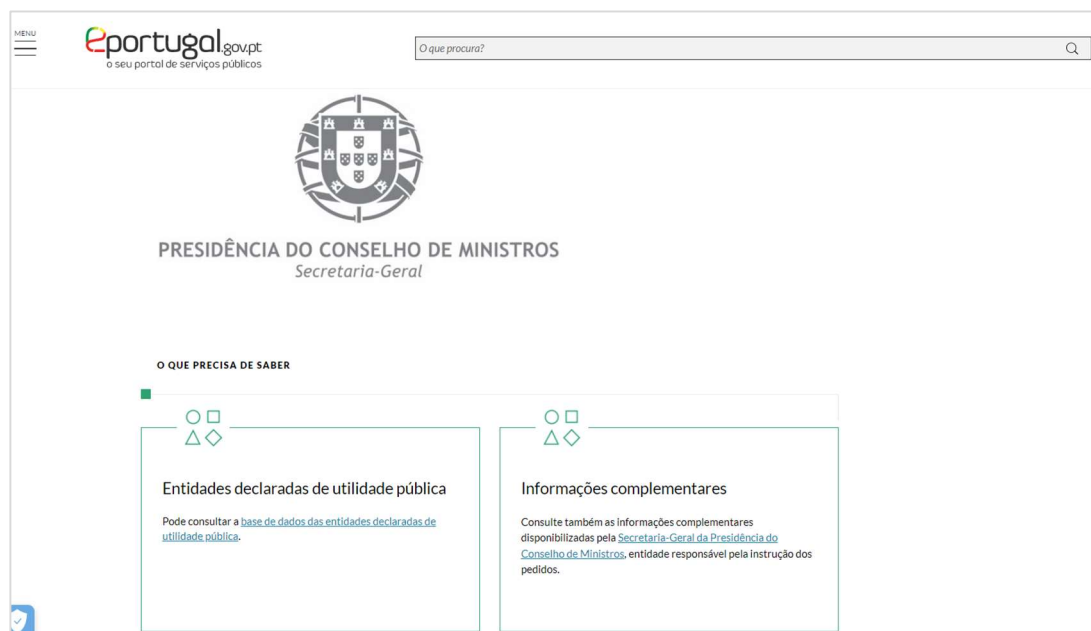 MENU
eportugal.gov.pt
o seu portal de serviços públicos
O que procura?
PRESIDÊNCIA DO CONSELHO DE MINISTROS
Secretaria-Geral
O QUE PRECISA DE SABER
Entidades declaradas de utilidade pública
Pode consultar a base de dados das entidades declaradas de
utilidade pública.
Informações complementares
Consulte também as informações complementares
disponibilizadas pela Secretaria-Geral da Presidência do
Conselho de Ministros, entidade responsável pela instrução dos
pedidos.